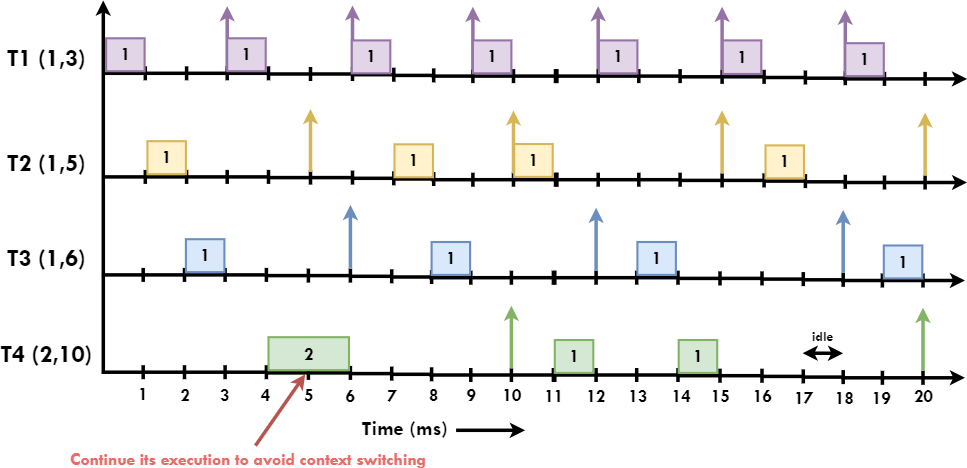 T1 (1,3)
1 1 1 1 1 1 1
T2 (1,5)
1 1 1 1
T3 (1,6)
1 1 1 1
idle
T4 (2,10)
2 1 1
1 2 3 4 5 6 7 8 9 10 11 12 13 14 15 16 17 18 19 20
Time (ms)
Continue its execution to avoid context switching